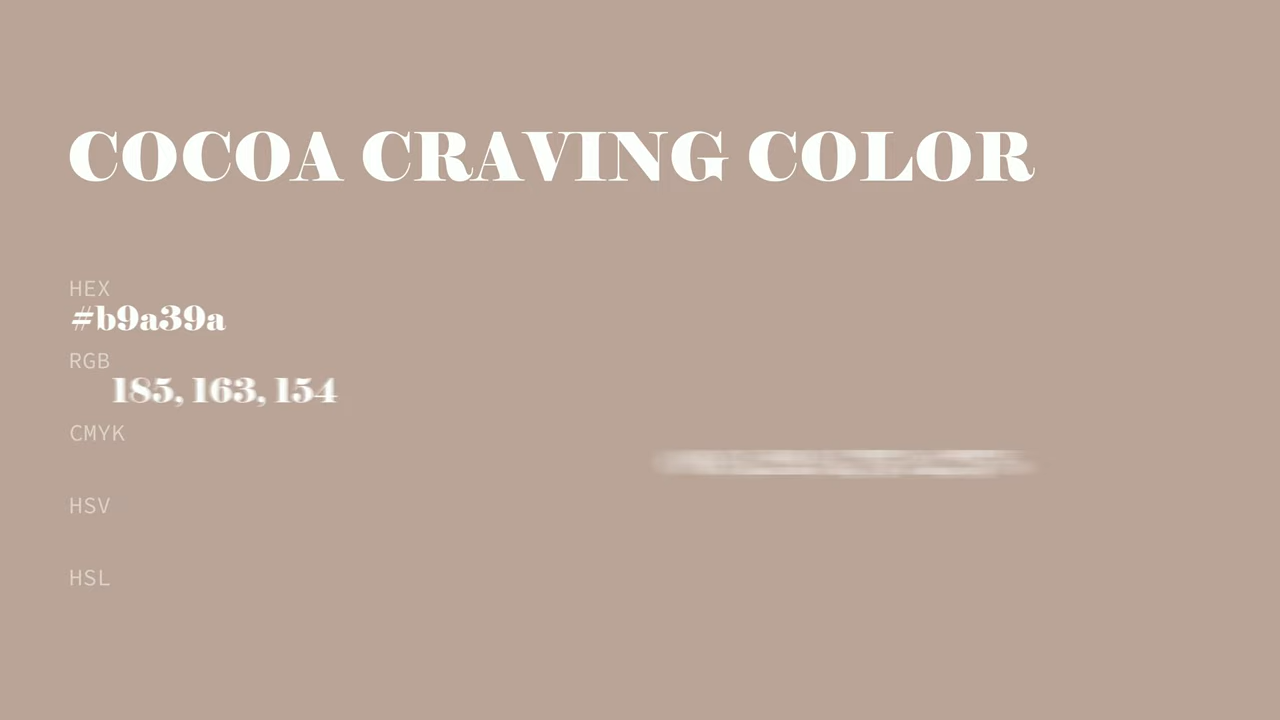 COCOA CRAVING COLOR
HEX
#b9a39a
RGB
185, 163, 154
CMYK
HSV
HSL